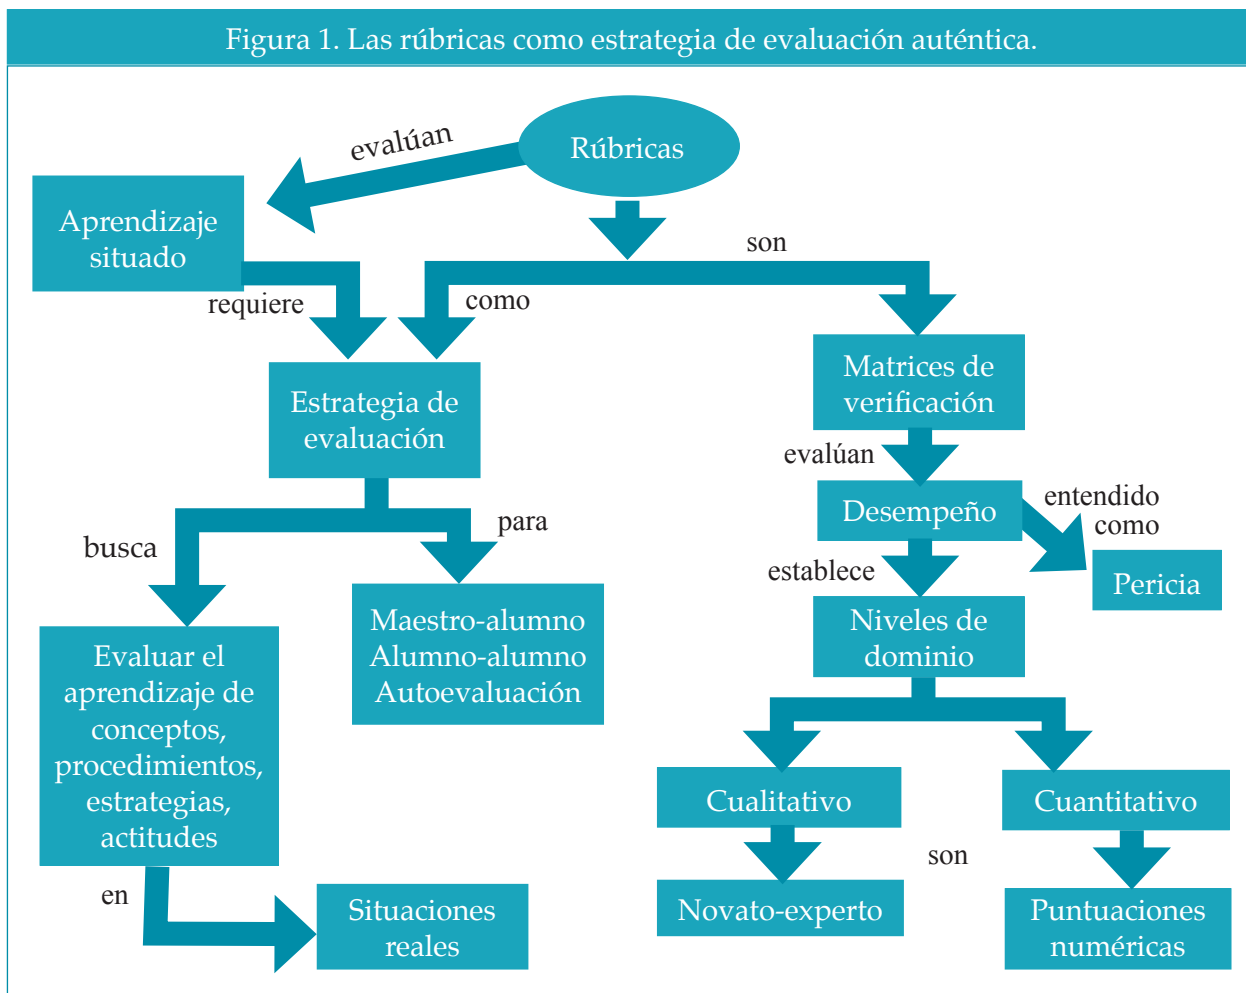 Figura 1. Las rúbricas como estrategia de evaluación auténtica.
evalúan
Rúbricas
Aprendizaje
situado
son
requiere
como
Estrategia de
evaluación
Matrices de
verificación
evalúan
Desempeño
entendido
como
Pericia
busca
para
establece
Maestro-alumno
Alumno-alumno
Autoevaluación
Niveles de
dominio
Evaluar el
aprendizaje de
conceptos,
procedimientos,
estrategias,
actitudes
Cualitativo
Cuantitativo
son
en
Situaciones
reales
Novato-experto
Puntuaciones
numéricas